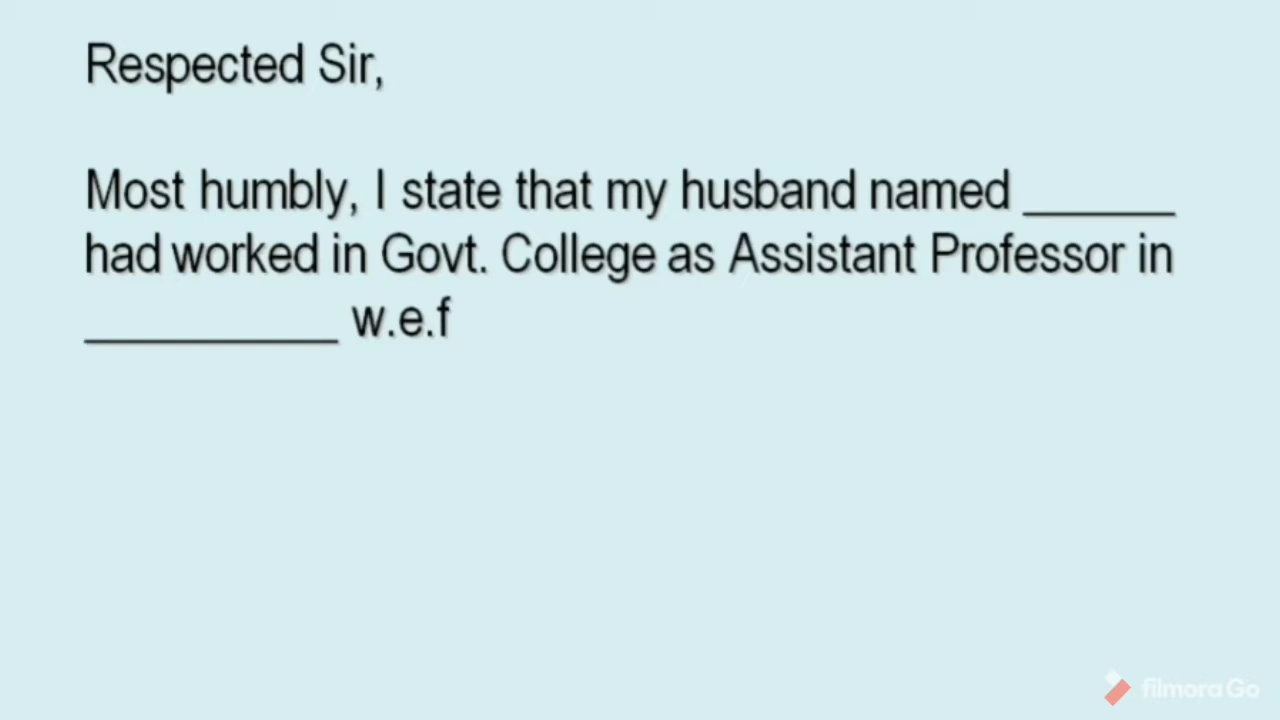 Respected Sir,
Most humbly, I state that my husband named ______
had worked in Govt. College as Assistant Professor in
__________ w.e.f
filmora Go